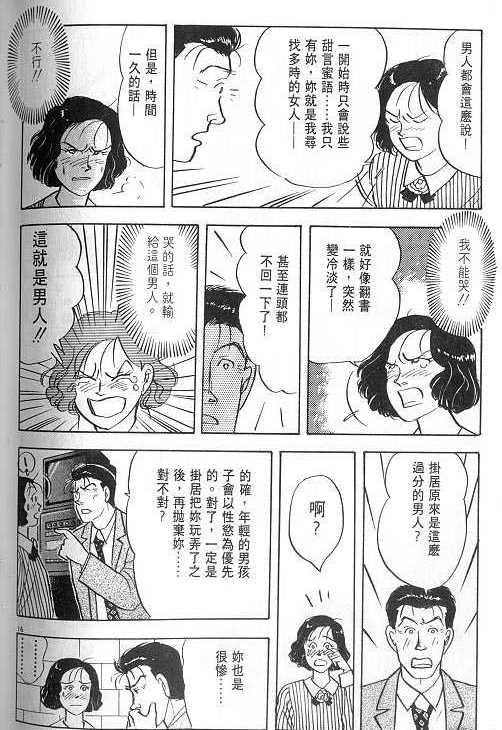 男人都會這麼說！
一開始時只會說些
甜言蜜語……我只
有妳，妳就是我尋
找多時的女人……
但是，時間
一久的話—
不行!!
我不能哭!!
就好像翻書
一樣，突然
變冷淡了—
甚至連頭都
不回一下了！
哭的話，就輸
給這個男人。
這就是男人!!
掛居原來是這麼
過分的男人？
啊？
的確，年輕的男孩
子會以性慾為優先
的。對了，一定是
掛居把妳玩弄了之
後，再拋棄妳……
對不對？
！
妳也是
很慘……
16